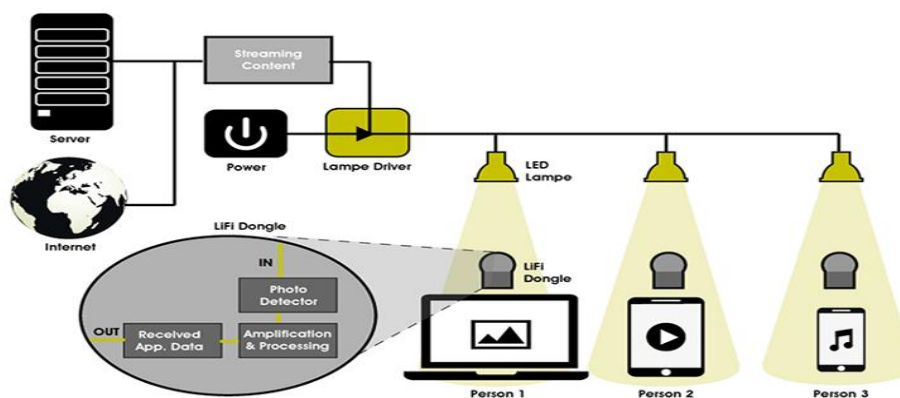 Streaming
Content
Server
Power
Lampe Driver
LED
Lampe
Internet
LiFi Dongle
IN
Photo
Detector
OUT
Received
App. Data
Amplification
& Processing
LiFi
Dongle
Person 1
Person 2
Person 3